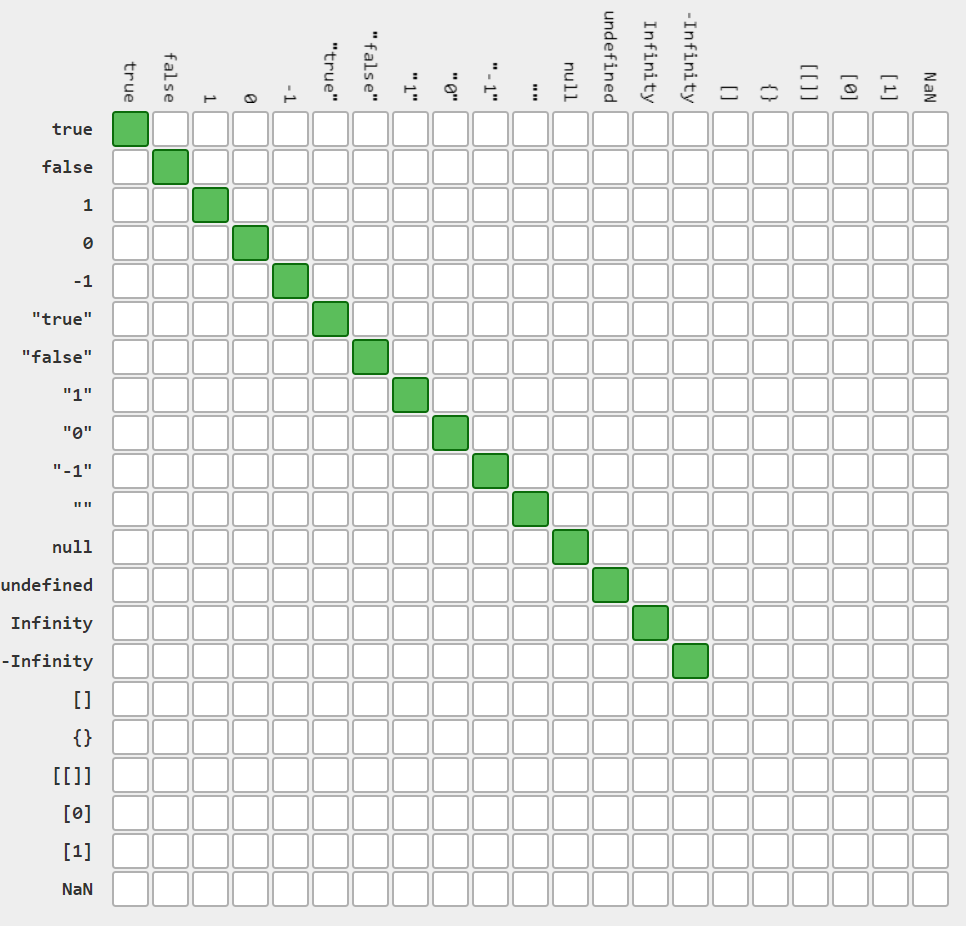 true
false
1
0
-1
"true"
"false"
"1"
"0"
"-1"
""
null
undefined
Infinity
-Infinity
[]
{}
[[]]
[0]
[1]
NaN
true
false
1
0
-1
"true"
"false"
"1"
"0"
"-1"
""
null
undefined
Infinity
-Infinity
[]
{}
[[]]
[0]
[1]
NaN